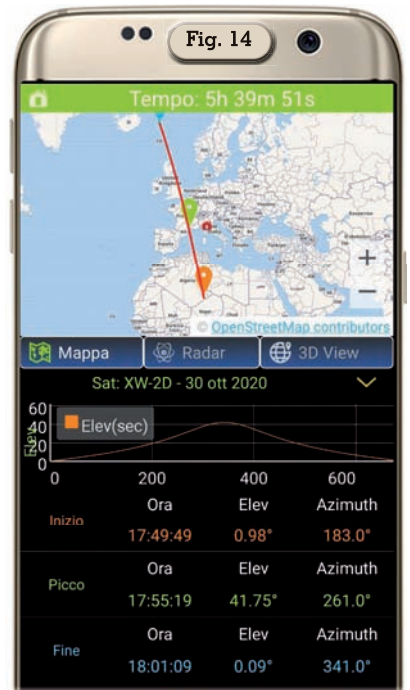 Fig. 14
Tempo: 5h 39m 51s
Algeria
+
−
© OpenStreetMap contributors
Mappa Radar 3D View
Sat: XW-2D - 30 ott 2020
Elev
60
40
20
0
Elev(sec)
0 200 400 600
Ora Elev Azimuth
Inizio
17:49:49 0.98° 183.0°
Ora Elev Azimuth
Picco
17:55:19 41.75° 261.0°
Ora Elev Azimuth
Fine
18:01:09 0.09° 341.0°